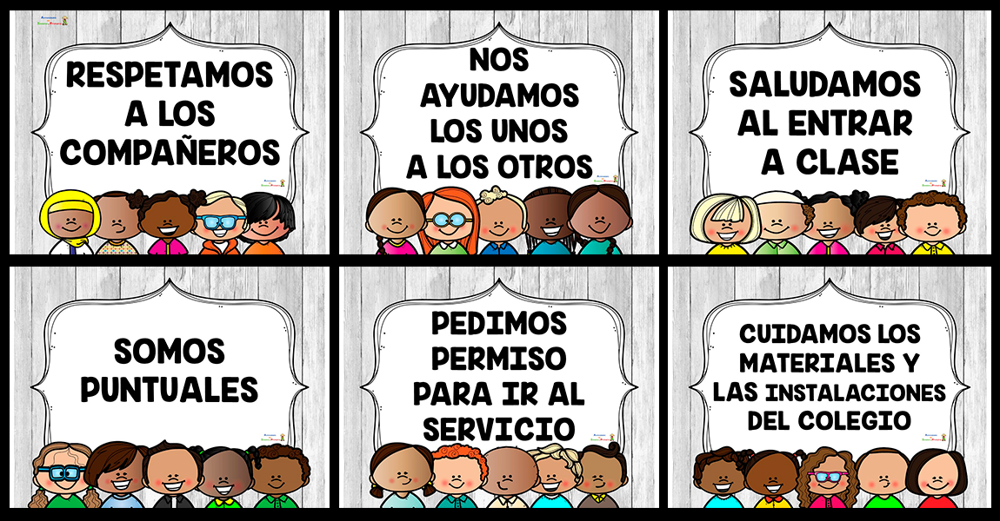 RESPETAMOS
A LOS
COMPAÑEROS
NOS
AYUDAMOS
LOS UNOS
A LOS OTROS
SALUDAMOS
AL ENTRAR
A CLASE
SOMOS
PUNTUALES
PEDIMOS
PERMISO
PARA IR AL
SERVICIO
CUIDAMOS LOS
MATERIALES Y
LAS INSTALACIONES
DEL COLEGIO